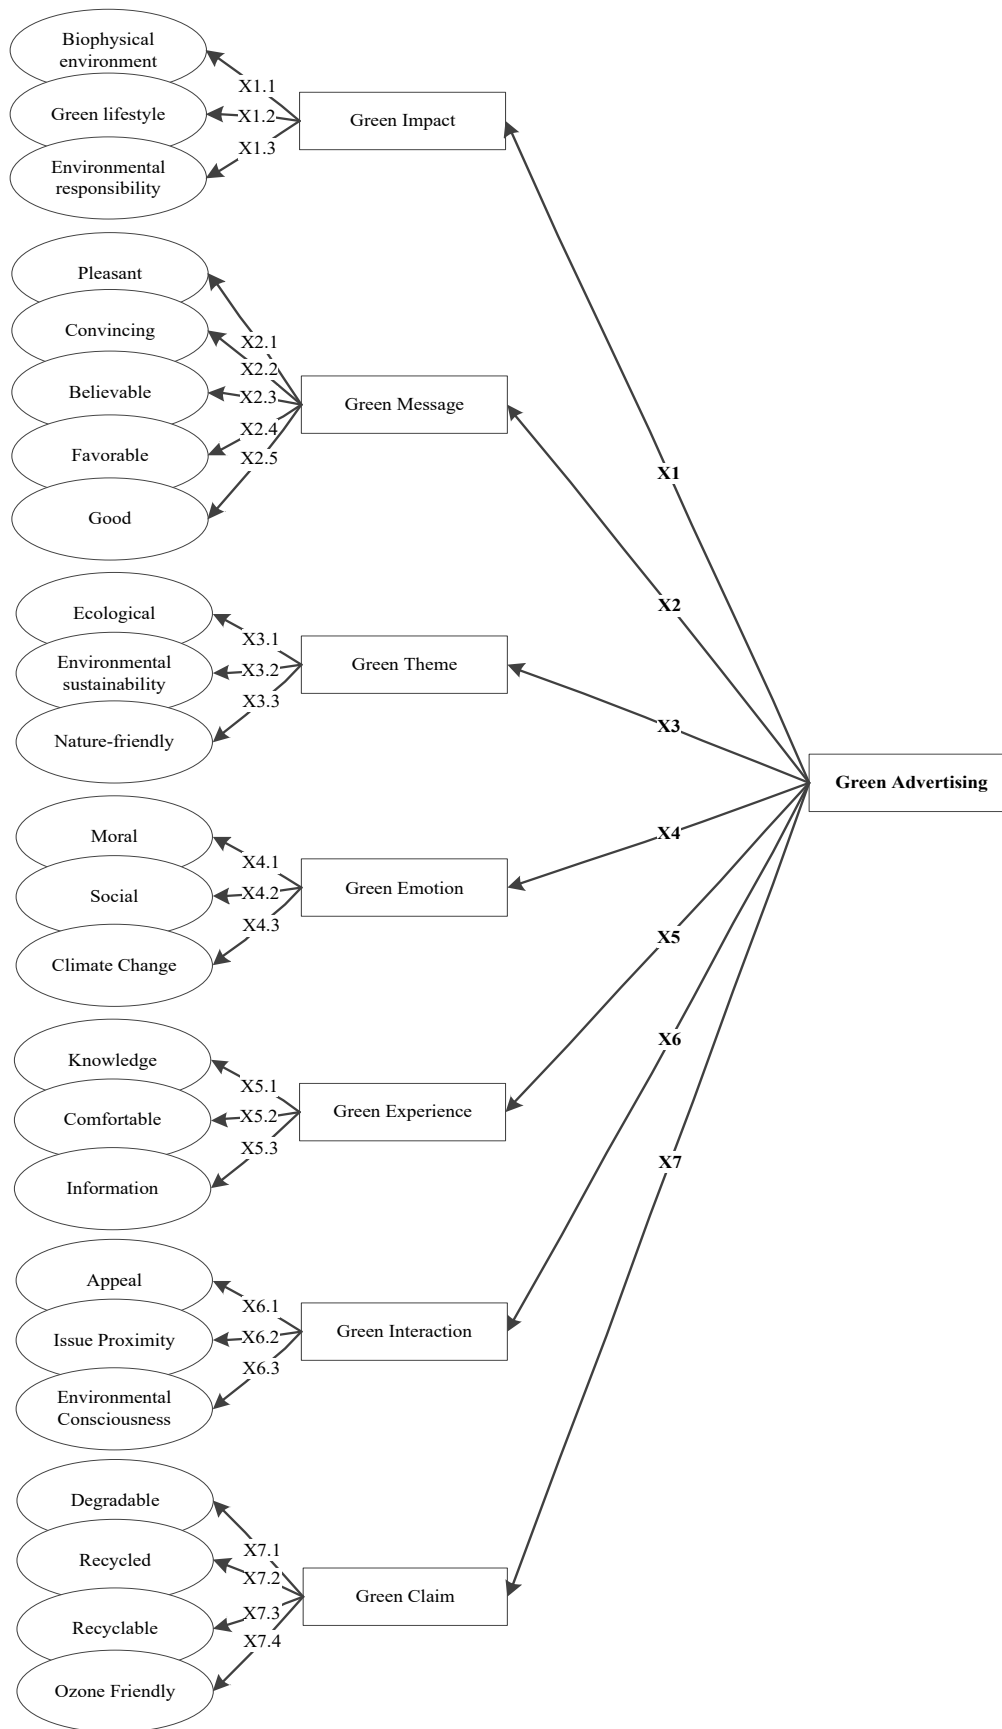 Biophysical
environment
X1.1
Green lifestyle
X1.2
Green Impact
X1.3
Environmental
responsibility
Pleasant
Convincing
X2.1
X2.2
Believable
X2.3
Green Message
X2.4
Favorable
X2.5
X1
Good
X2
Ecological
X3.1
Environmental
sustainability
X3.2
Green Theme
X3.3
Nature-friendly
X3
Green Advertising
Moral
X4
X4.1
Social
X4.2
Green Emotion
X4.3
Climate Change
X5
Knowledge
X6
X5.1
Comfortable
X5.2
Green Experience
X5.3
Information
X7
Appeal
X6.1
Issue Proximity
X6.2
Green Interaction
X6.3
Environmental
Consciousness
Degradable
X7.1
Recycled
X7.2
Green Claim
X7.3
Recyclable
X7.4
Ozone Friendly